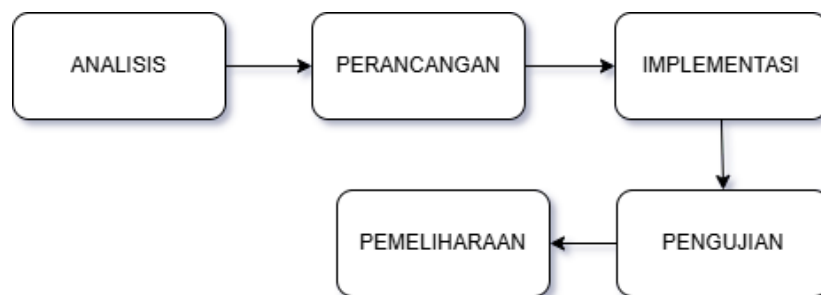 ANALISIS
PERANCANGAN
IMPLEMENTASI
PENGUJIAN
PEMELIHARAAN